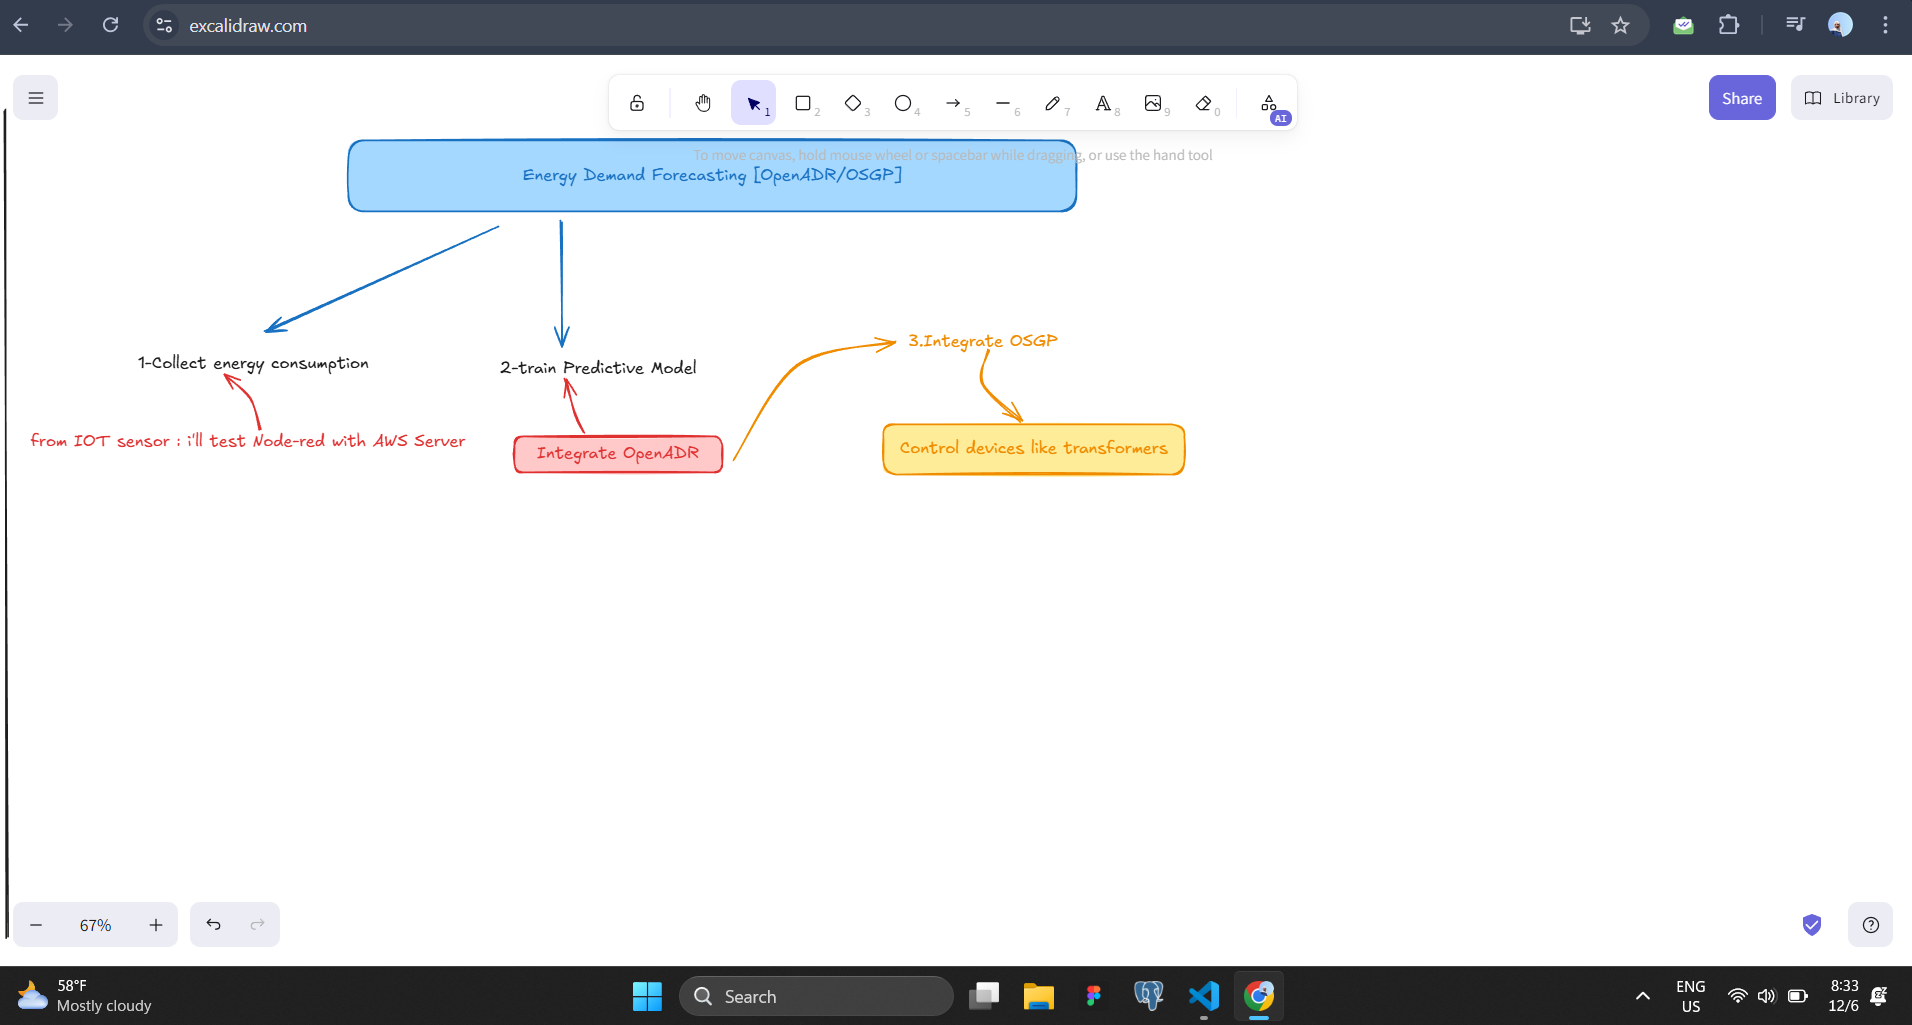 excalidraw.com
1
2
3
4
5
6
7
8
9
0
AI
Share
Library
To move canvas, hold mouse wheel or spacebar while dragging, or use the hand tool
Energy Demand Forecasting [OpenADR/OSGP]
3.Integrate OSGP
1-Collect energy consumption
2-train Predictive Model
from IOT sensor : i'll test Node-red with AWS Server
Integrate OpenADR
Control devices like transformers
67%
58°F
Mostly cloudy
Search
ENG
US
8:33
12/6